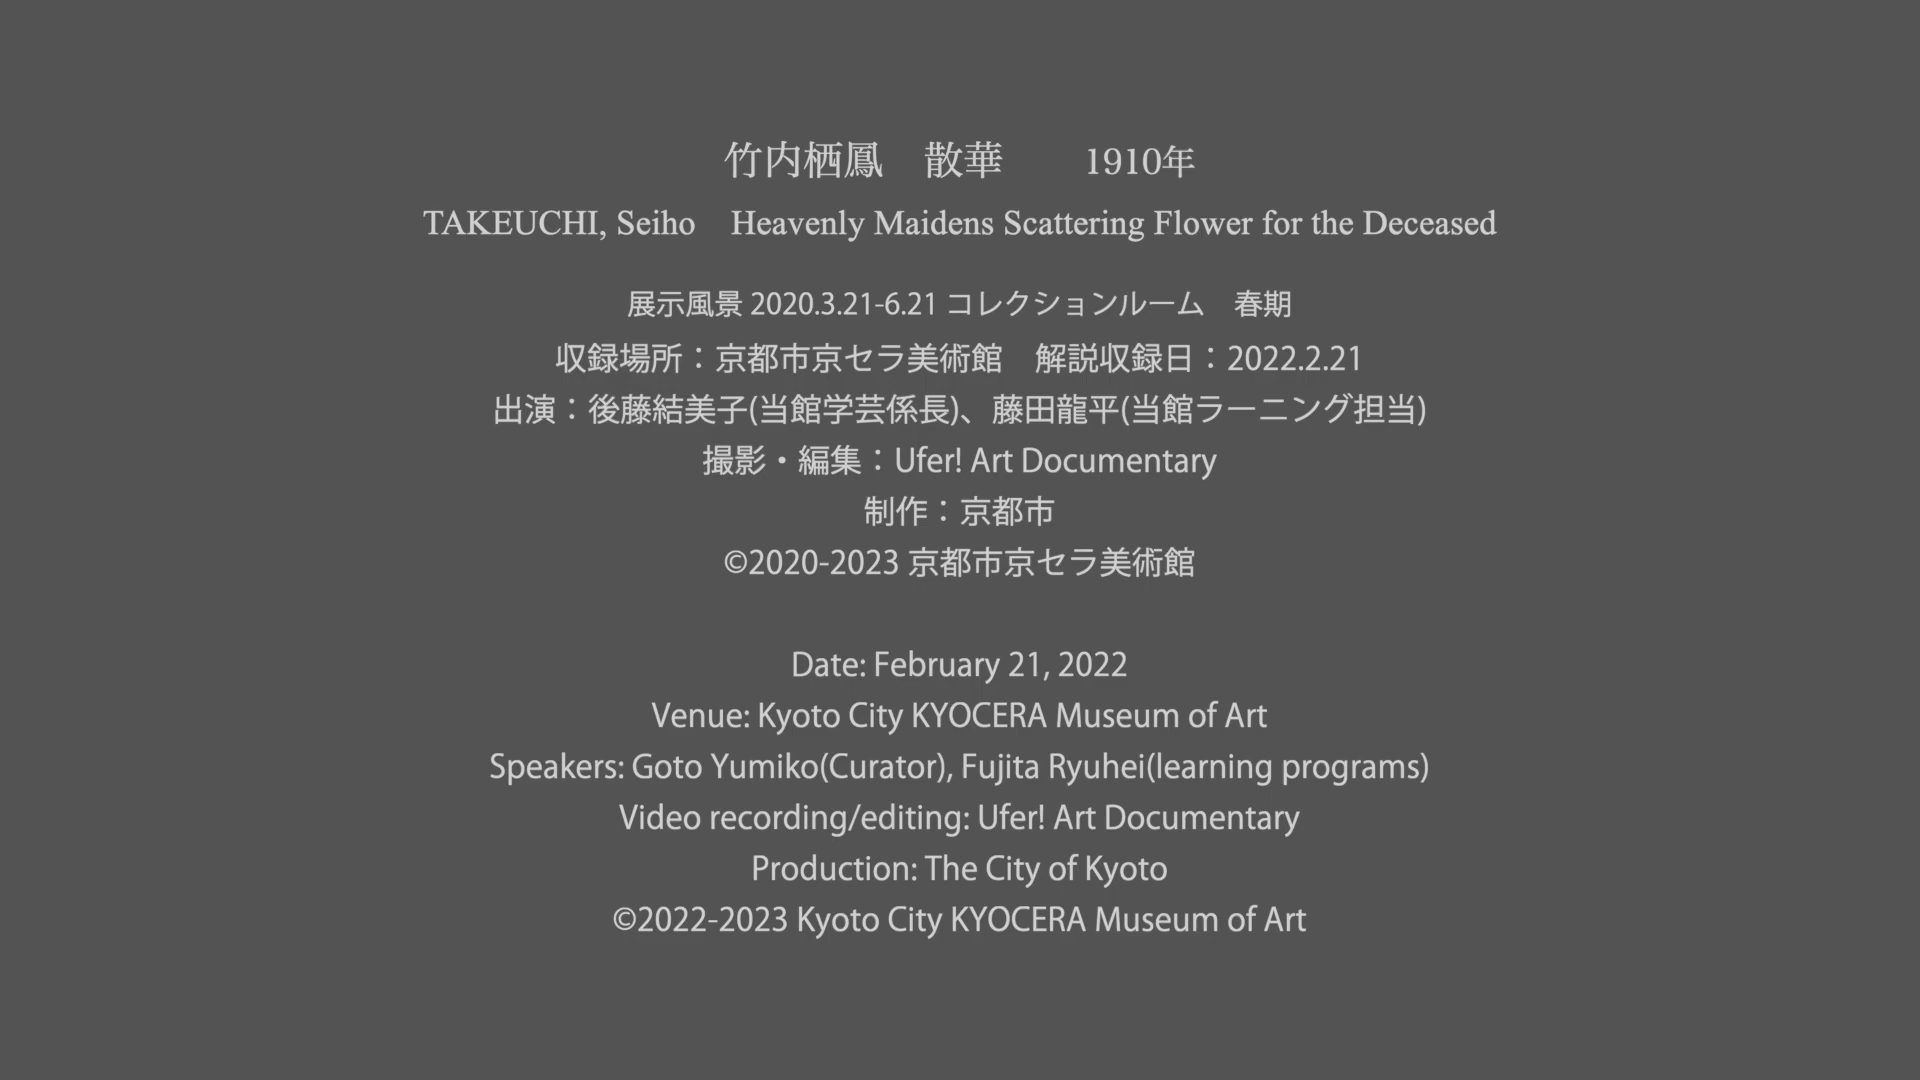 竹内栖鳳　散華　　1910年
TAKEUCHI, Seiho　Heavenly Maidens Scattering Flower for the Deceased
展示風景 2020.3.21-6.21 コレクションルーム　春期
収録場所：京都市京セラ美術館　解説収録日：2022.2.21
出演：後藤結美子(当館学芸係長)、藤田龍平(当館ラーニング担当)
撮影・編集：Ufer! Art Documentary
制作：京都市
©2020-2023 京都市京セラ美術館
Date: February 21, 2022
Venue: Kyoto City KYOCERA Museum of Art
Speakers: Goto Yumiko(Curator), Fujita Ryuhei(learning programs)
Video recording/editing: Ufer! Art Documentary
Production: The City of Kyoto
©2022-2023 Kyoto City KYOCERA Museum of Art